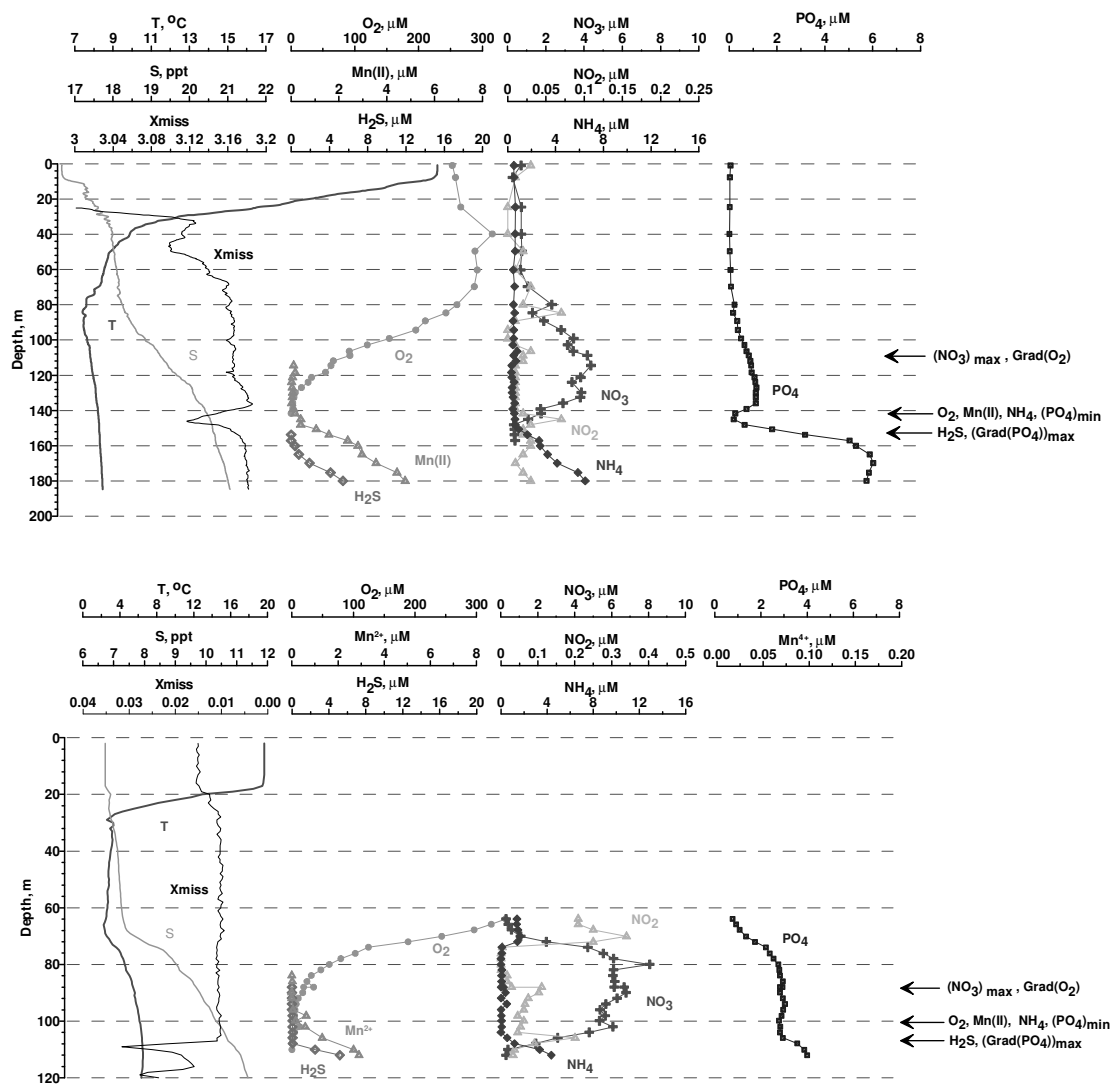 T, °C O₂, μM NO₃, μM PO₄, μM
7 9 11 13 15 17 0 100 200 300 0 2 4 6 8 10 0 2 4 6 8
S, ppt Mn(II), μM NO₂, μM
17 18 19 20 21 22 0 2 4 6 8 0 0.05 0.1 0.15 0.2 0.25
Xmiss H₂S, μM NH₄, μM
3 3.04 3.08 3.12 3.16 3.2 0 4 8 12 16 20 0 4 8 12 16
0
20
40
Xmiss
60
80
T
S
100
O₂
(NO₃)max , Grad(O₂)
120
NO₃
PO₄
140
O₂, Mn(II), NH₄, (PO₄)min
NO₂
H₂S, (Grad(PO₄))max
160
Mn(II)
NH₄
180
H₂S
200
Depth, m
T, °C O₂, μM NO₃, μM PO₄, μM
0 4 8 12 16 20 0 100 200 300 0 2 4 6 8 10 0 2 4 6 8
S, ppt Mn²⁺, μM NO₂, μM Mn⁴⁺, μM
6 7 8 9 10 11 12 0 2 4 6 8 0 0.1 0.2 0.3 0.4 0.5 0.00 0.05 0.10 0.15 0.20
Xmiss H₂S, μM NH₄, μM
0.04 0.03 0.02 0.01 0.00 0 4 8 12 16 20 0 4 8 12 16
0
20
T
40
Xmiss
60
NO₂
S
O₂
PO₄
80
(NO₃)max , Grad(O₂)
NO₃
100
O₂, Mn(II), NH₄, (PO₄)min
Mn²⁺
H₂S, (Grad(PO₄))max
H₂S
NH₄
120
Depth, m